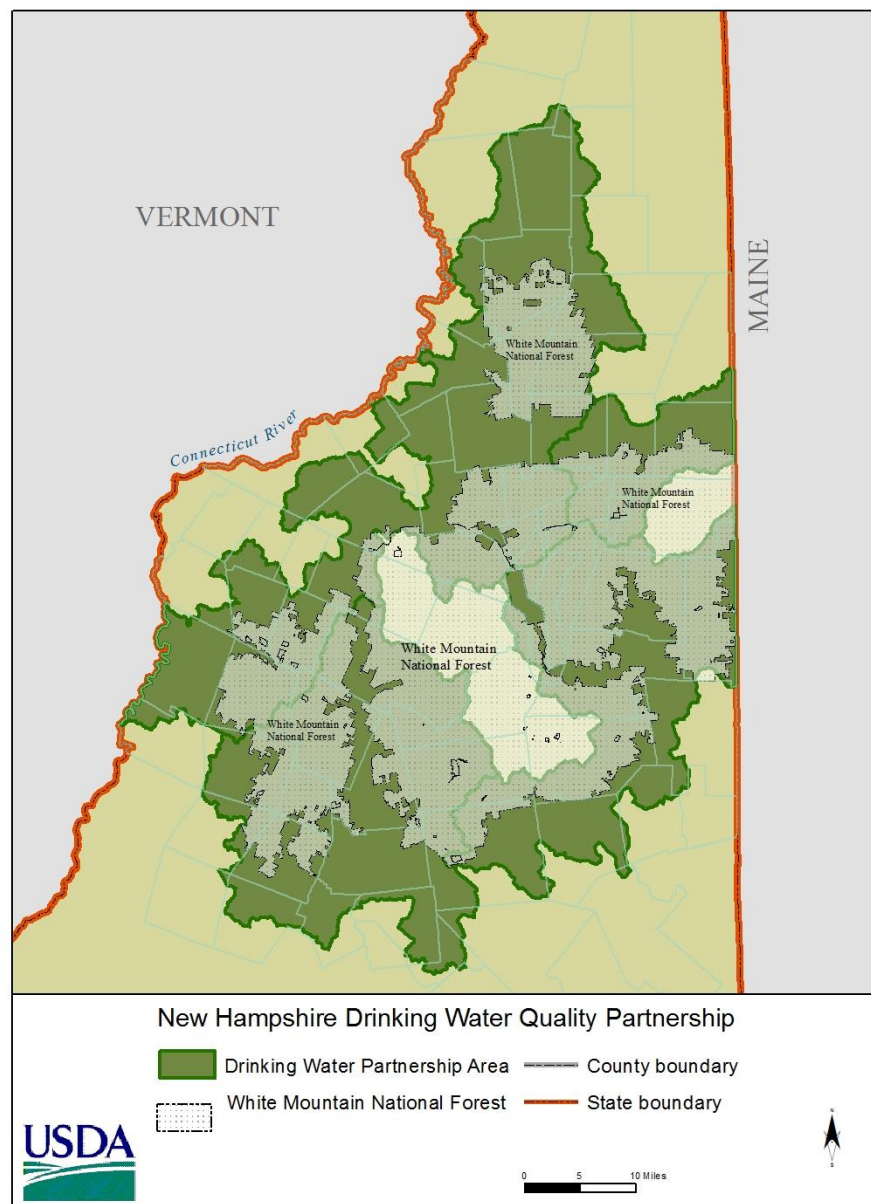 VERMONT
MAINE
White Mountain
National Forest
Connecticut River
White Mountain
National Forest
White Mountain
National Forest
White Mountain
National Forest
New Hampshire Drinking Water Quality Partnership
Drinking Water Partnership Area
County boundary
White Mountain National Forest
State boundary
USDA
N
S
0 5 10 Miles